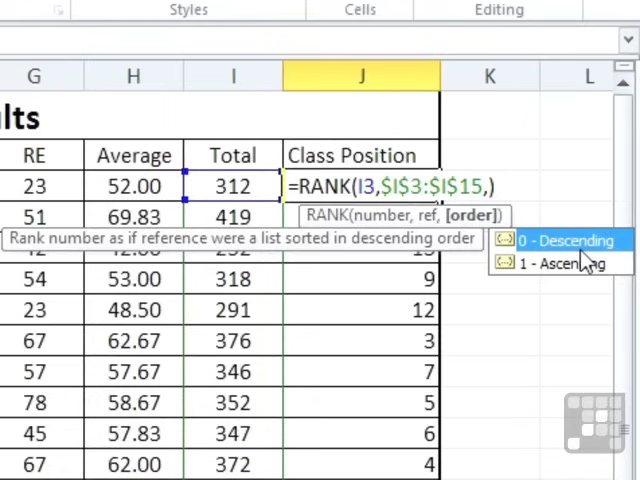 Styles Cells Editing
G H I J K L
ults
RE Average Total Class Position
23 52.00 312 =RANK(I3,$I$3:$I$15,)
51 69.83 419 RANK(number, ref, [order])
Rank number as if reference were a list sorted in descending order 0 - Descending
54 53.00 318 9 1 - Ascending
23 48.50 291 12
67 62.67 376 3
57 57.67 346 7
78 58.67 352 5
45 57.83 347 6
67 62.00 372 4